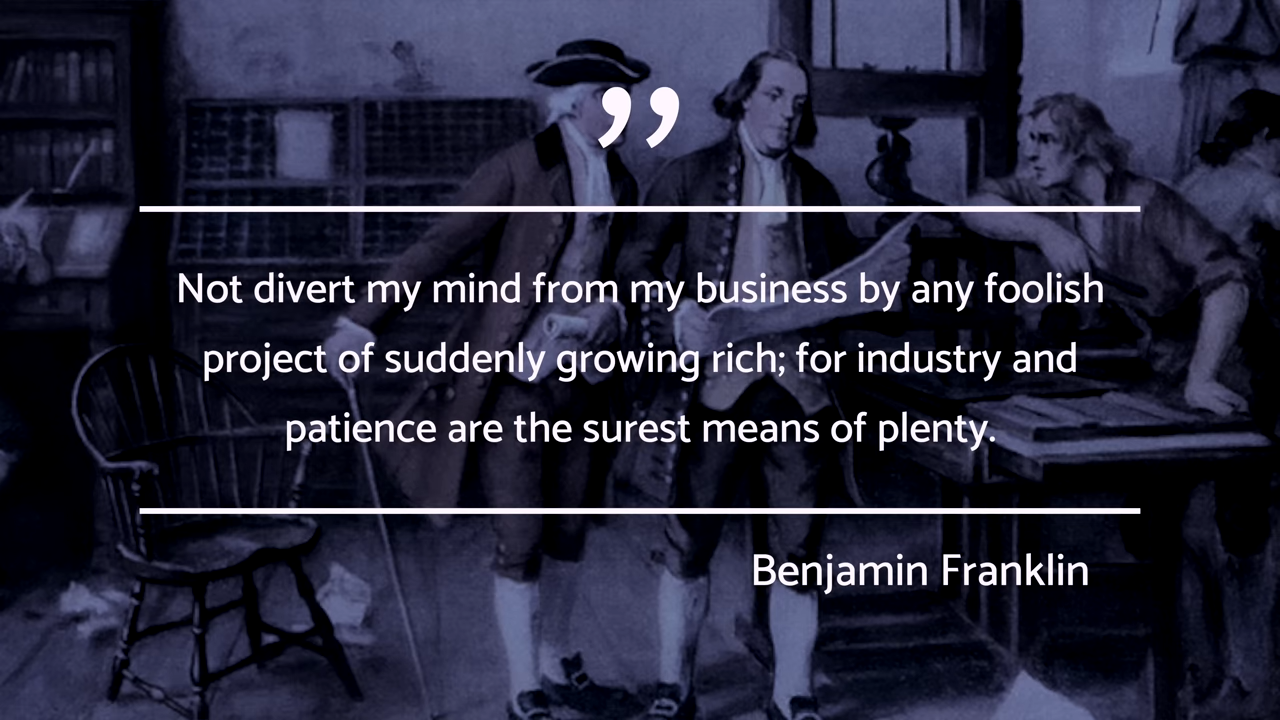 ”
Not divert my mind from my business by any foolish
project of suddenly growing rich; for industry and
patience are the surest means of plenty.
Benjamin Franklin